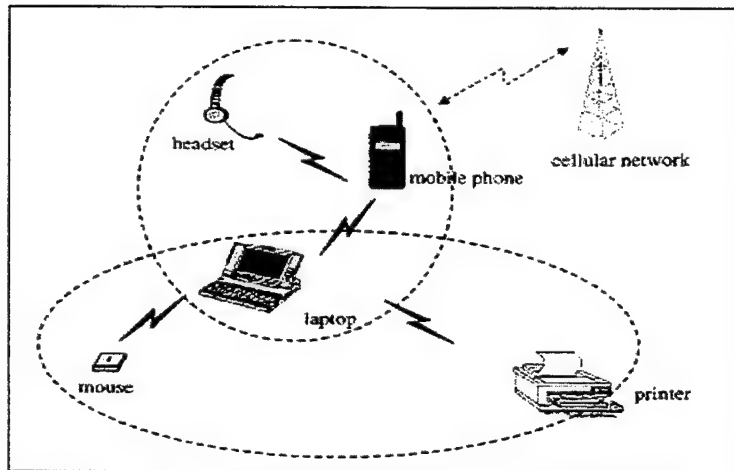 headset
mobile phone
cellular network
laptop
mouse
printer